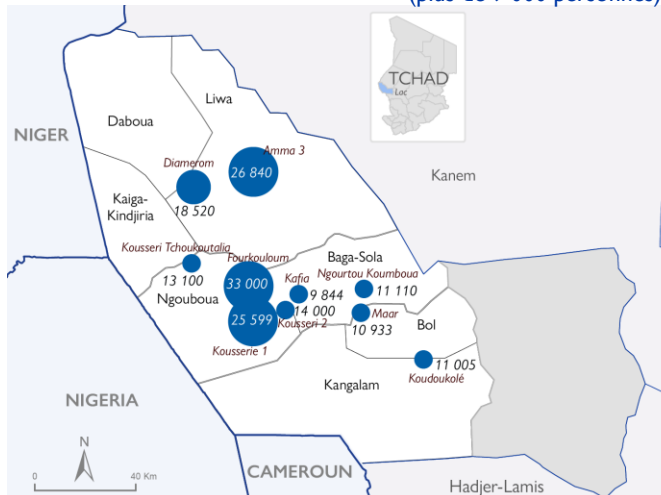 (plus de 7 000 personnes)
TCHAD
Lac
Liwa
Daboua
NIGER
Diamerom
Amma 3
26 840
Kanem
18 520
Kaiga-
Kindjiria
Kousseri Tchoukoutalia
Fourkouloum
Baga-Sola
13 100
33 000
Kafia
Ngourtou Koumboua
9 844
11 110
Ngouboua
14 000
Maar
25 599
Kousseri 2
10 933
Bol
Kousserie 1
11 005
Kangalam
Koudoukolé
NIGERIA
N
0
40 Km
CAMEROUN
Hadjer-Lamis